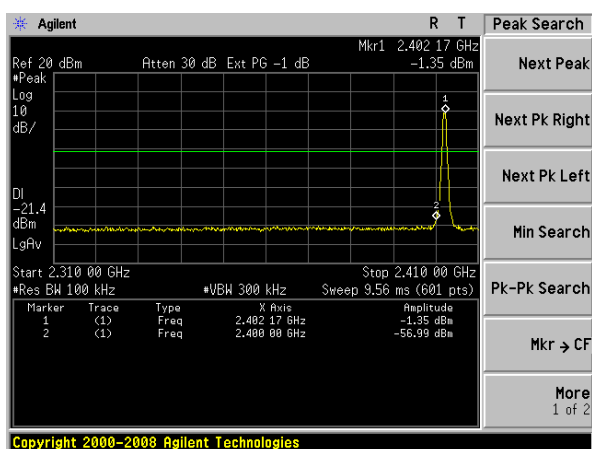 Agilent R T Peak Search
Mkr1 2.402 17 GHz
Ref 20 dBm Atten 30 dB Ext PG -1 dB -1.35 dBm
#Peak
Log
10
dB/
1
DI
-21.4
dBm
LgAv
2
Start 2.310 00 GHz Stop 2.410 00 GHz
#Res BW 100 kHz #VBW 300 kHz Sweep 9.56 ms (601 pts)
Marker Trace Type X Axis Amplitude
1 (1) Freq 2.402 17 GHz -1.35 dBm
2 (1) Freq 2.400 00 GHz -56.99 dBm
Next Peak
Next Pk Right
Next Pk Left
Min Search
Pk-Pk Search
Mkr → CF
More
1 of 2
Copyright 2000-2008 Agilent Technologies